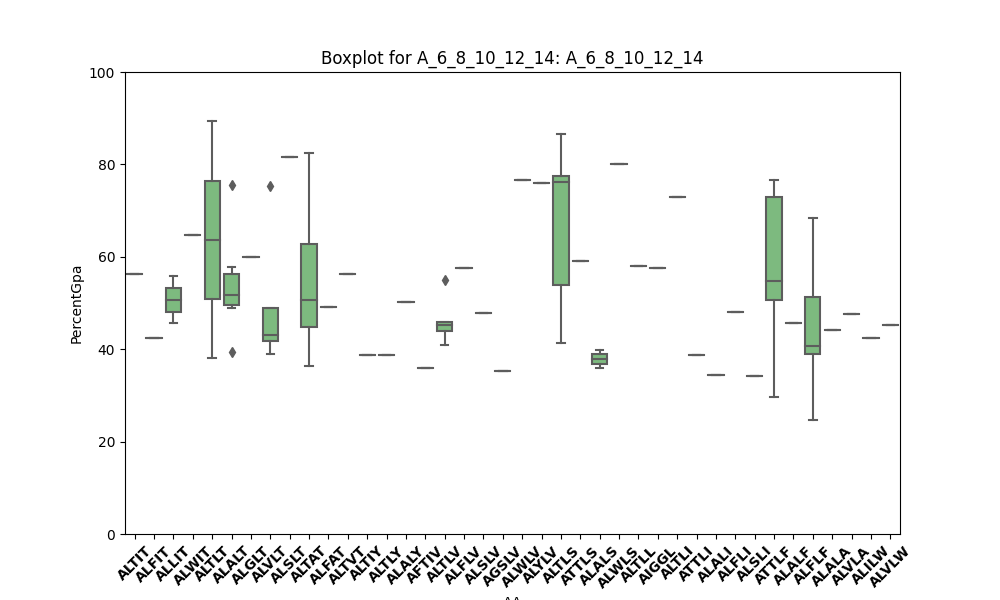 Boxplot for A_6_8_10_12_14: A_6_8_10_12_14
100
80
60
40
20
0
PercentGpa
ALTIT
ALFIT
ALLIT
ALWIT
ALTLT
ALALT
ALGLT
ALVLT
ALSLT
ALTAT
ALFAT
ALTVT
ALTIY
ALTLY
ALALY
AFTIV
ALTLV
ALFLV
ALSLV
AGSLV
ALWLV
ALYLV
ALTLS
ATTLS
ALALS
ALWLS
ALTLL
AIGGL
ALTLI
ATTLI
ALALI
ALFLI
ALSLI
ATTLF
ALALF
ALFLF
ALALA
ALVLA
ALILW
ALVLW